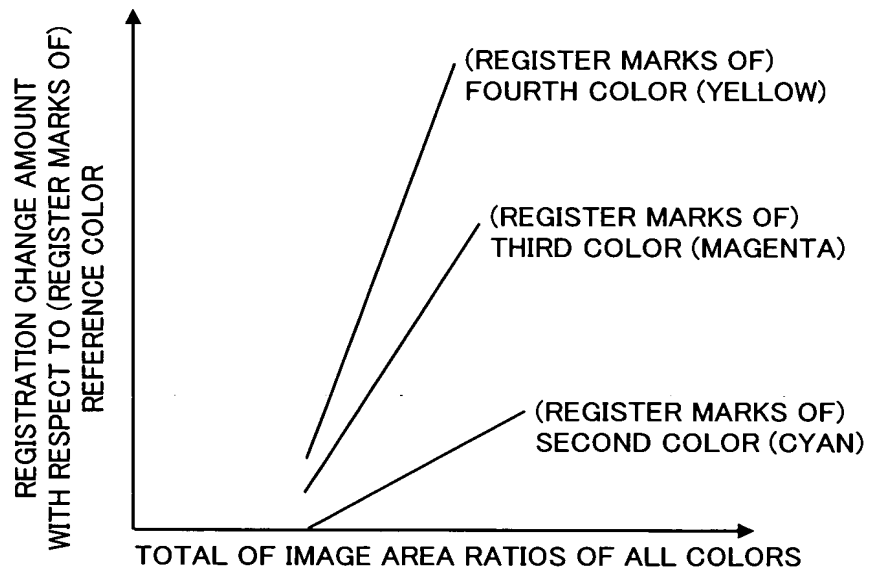 REGISTRATION CHANGE AMOUNT
WITH RESPECT TO (REGISTER MARKS OF)
REFERENCE COLOR
(REGISTER MARKS OF)
FOURTH COLOR (YELLOW)
(REGISTER MARKS OF)
THIRD COLOR (MAGENTA)
(REGISTER MARKS OF)
SECOND COLOR (CYAN)
TOTAL OF IMAGE AREA RATIOS OF ALL COLORS